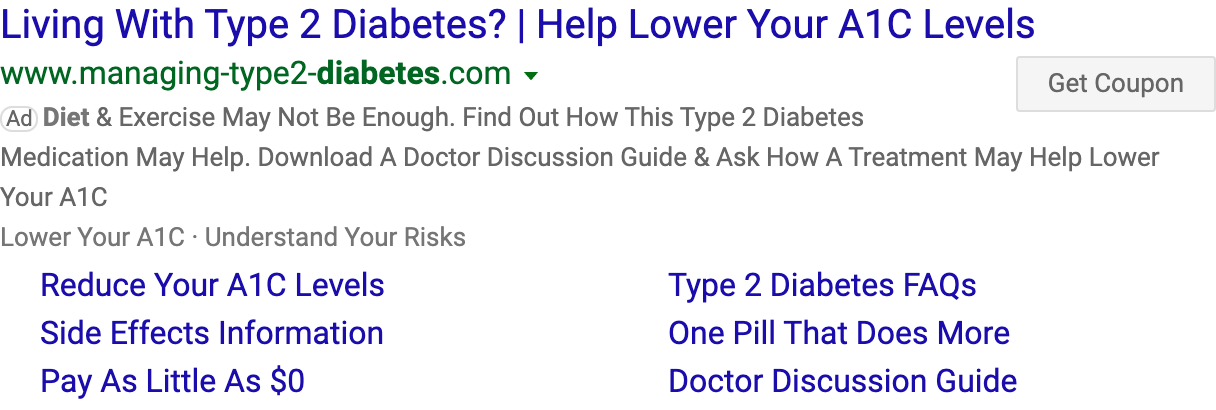 Living With Type 2 Diabetes? | Help Lower Your A1C Levels
www.managing-type2-diabetes.com
Get Coupon
Ad Diet & Exercise May Not Be Enough. Find Out How This Type 2 Diabetes
Medication May Help. Download A Doctor Discussion Guide & Ask How A Treatment May Help Lower
Your A1C
Lower Your A1C · Understand Your Risks
Reduce Your A1C Levels
Type 2 Diabetes FAQs
Side Effects Information
One Pill That Does More
Pay As Little As $0
Doctor Discussion Guide